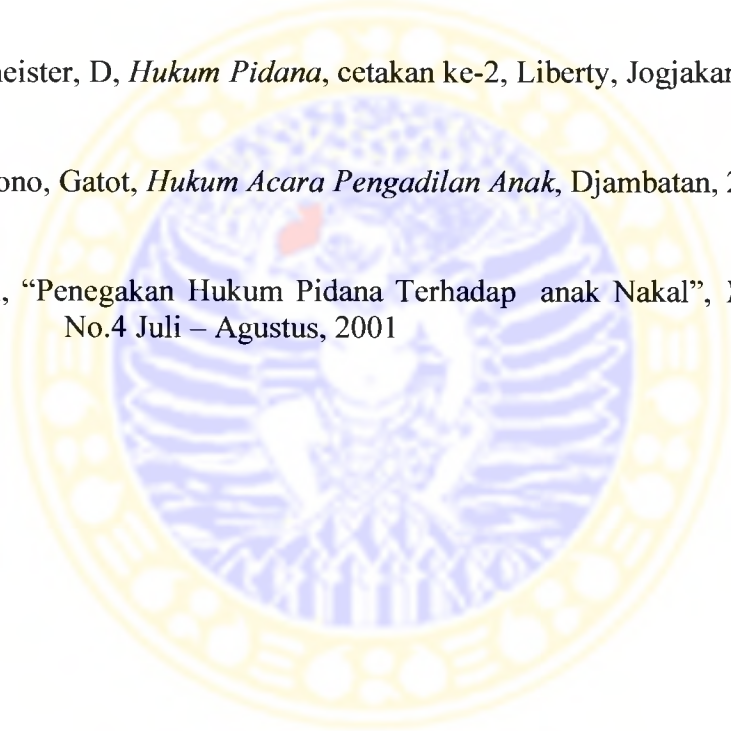 neister, D, Hukum Pidana, cetakan ke-2, Liberty, Jogjakar
ono, Gatot, Hukum Acara Pengadilan Anak, Djambatan,
, “Penegakan Hukum Pidana Terhadap anak Nakal”,
No.4 Juli – Agustus, 2001